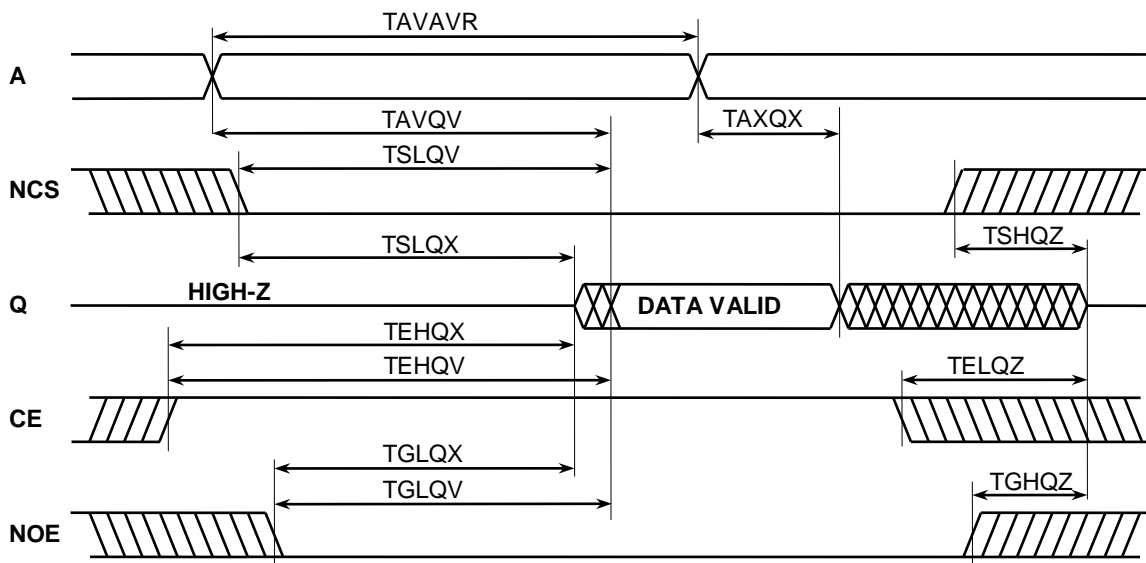 TAVAVR
A
TAVQV
TAXQX
TSLQV
NCS
TSLQX
TSHQZ
HIGH-Z
Q
DATA VALID
TEHQX
TEHQV
TELQZ
CE
TGLQX
TGLQV
TGHQZ
NOE